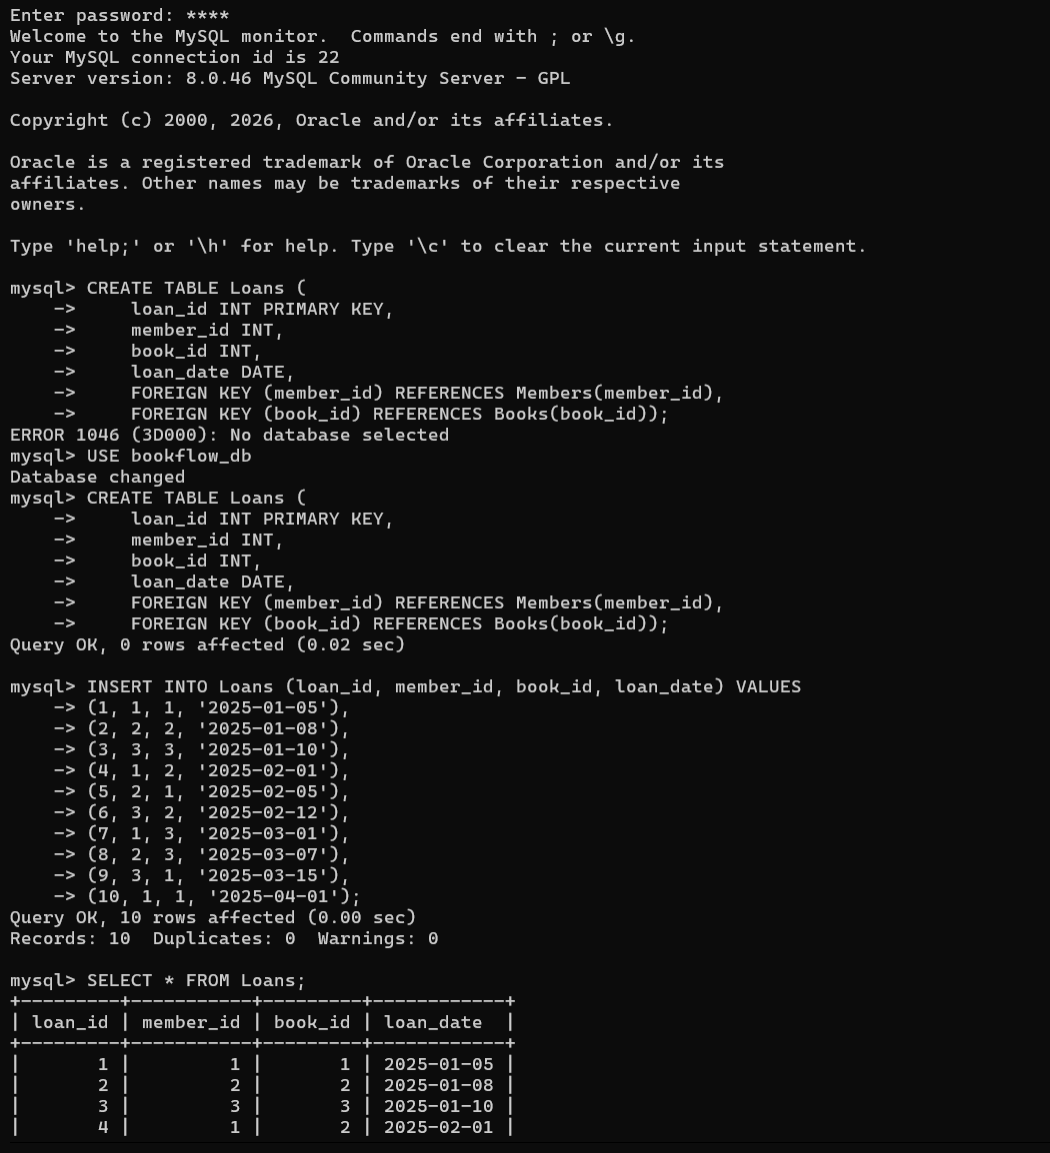 Enter password: ****
Welcome to the MySQL monitor.  Commands end with ; or \g.
Your MySQL connection id is 22
Server version: 8.0.46 MySQL Community Server - GPL

Copyright (c) 2000, 2026, Oracle and/or its affiliates.

Oracle is a registered trademark of Oracle Corporation and/or its
affiliates. Other names may be trademarks of their respective
owners.

Type 'help;' or '\h' for help. Type '\c' to clear the current input statement.

mysql> CREATE TABLE Loans (
    ->     loan_id INT PRIMARY KEY,
    ->     member_id INT,
    ->     book_id INT,
    ->     loan_date DATE,
    ->     FOREIGN KEY (member_id) REFERENCES Members(member_id),
    ->     FOREIGN KEY (book_id) REFERENCES Books(book_id));
ERROR 1046 (3D000): No database selected
mysql> USE bookflow_db
Database changed
mysql> CREATE TABLE Loans (
    ->     loan_id INT PRIMARY KEY,
    ->     member_id INT,
    ->     book_id INT,
    ->     loan_date DATE,
    ->     FOREIGN KEY (member_id) REFERENCES Members(member_id),
    ->     FOREIGN KEY (book_id) REFERENCES Books(book_id));
Query OK, 0 rows affected (0.02 sec)

mysql> INSERT INTO Loans (loan_id, member_id, book_id, loan_date) VALUES
    -> (1, 1, 1, '2025-01-05'),
    -> (2, 2, 2, '2025-01-08'),
    -> (3, 3, 3, '2025-01-10'),
    -> (4, 1, 2, '2025-02-01'),
    -> (5, 2, 1, '2025-02-05'),
    -> (6, 3, 2, '2025-02-12'),
    -> (7, 1, 3, '2025-03-01'),
    -> (8, 2, 3, '2025-03-07'),
    -> (9, 3, 1, '2025-03-15'),
    -> (10, 1, 1, '2025-04-01');
Query OK, 10 rows affected (0.00 sec)
Records: 10  Duplicates: 0  Warnings: 0

mysql> SELECT * FROM Loans;
+---------+-----------+---------+------------+
| loan_id | member_id | book_id | loan_date  |
+---------+-----------+---------+------------+
|       1 |         1 |       1 | 2025-01-05 |
|       2 |         2 |       2 | 2025-01-08 |
|       3 |         3 |       3 | 2025-01-10 |
|       4 |         1 |       2 | 2025-02-01 |